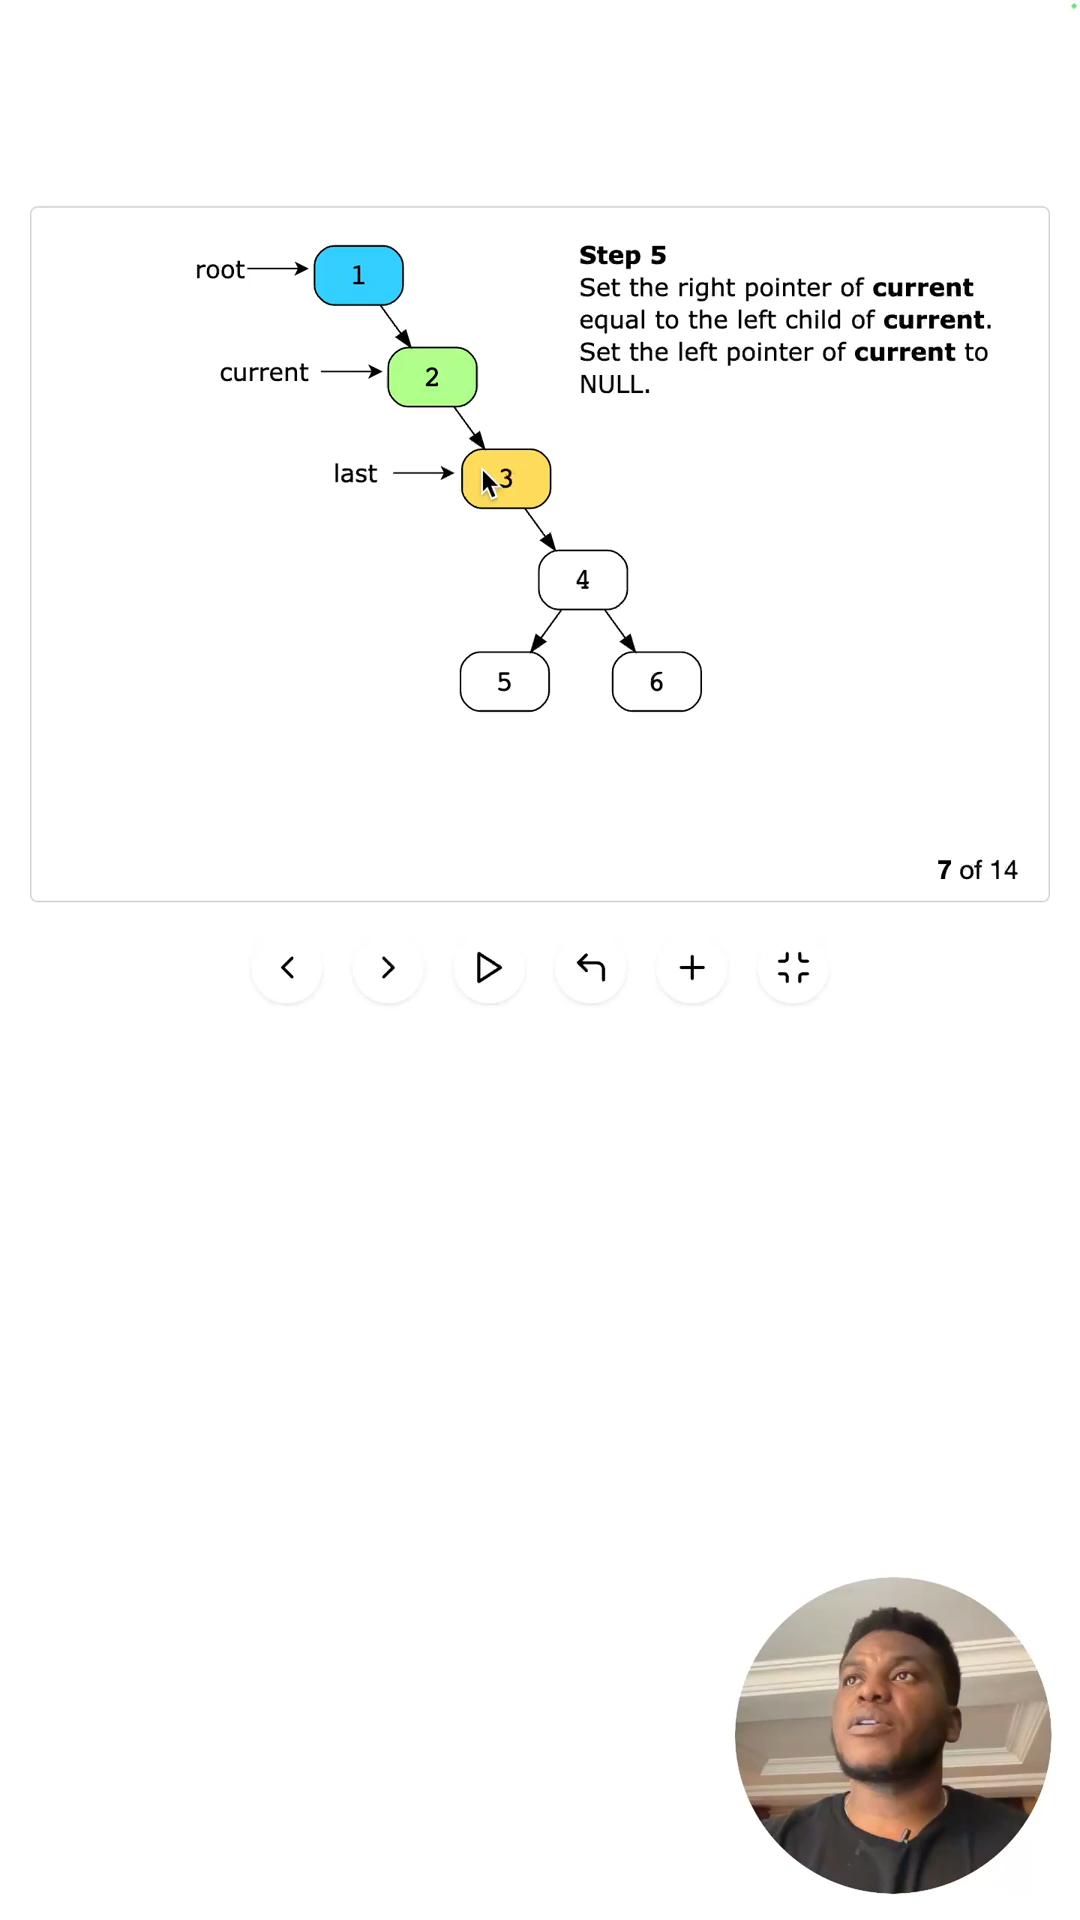 root
1
Step 5
Set the right pointer of current
equal to the left child of current.
Set the left pointer of current to
NULL.
current
2
last
3
4
5
6
7 of 14